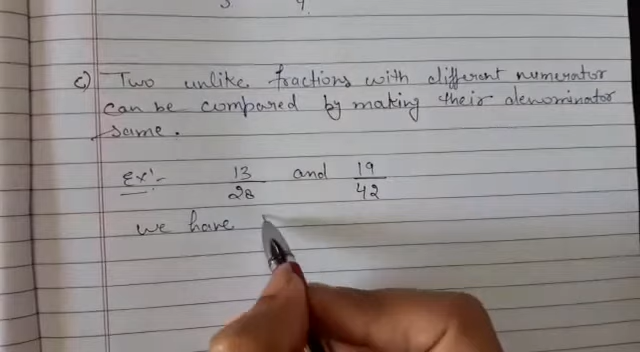 c) Two unlike fractions with different numerator
can be compared by making their denominator
same.
Ex:- 13/28 and 19/42
we have